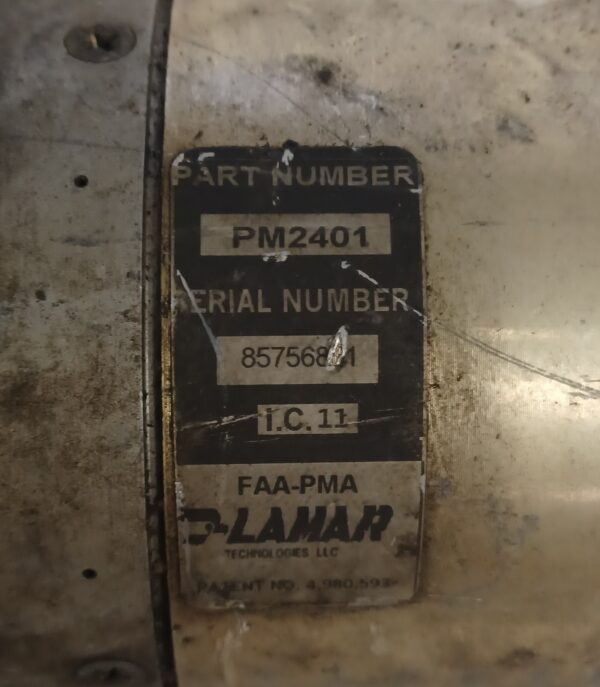 PART NUMBER
PM2401
SERIAL NUMBER
I.C. 11
FAA-PMA
LAMAR
TECHNOLOGIES LLC
PATENT NO. 4,980,593